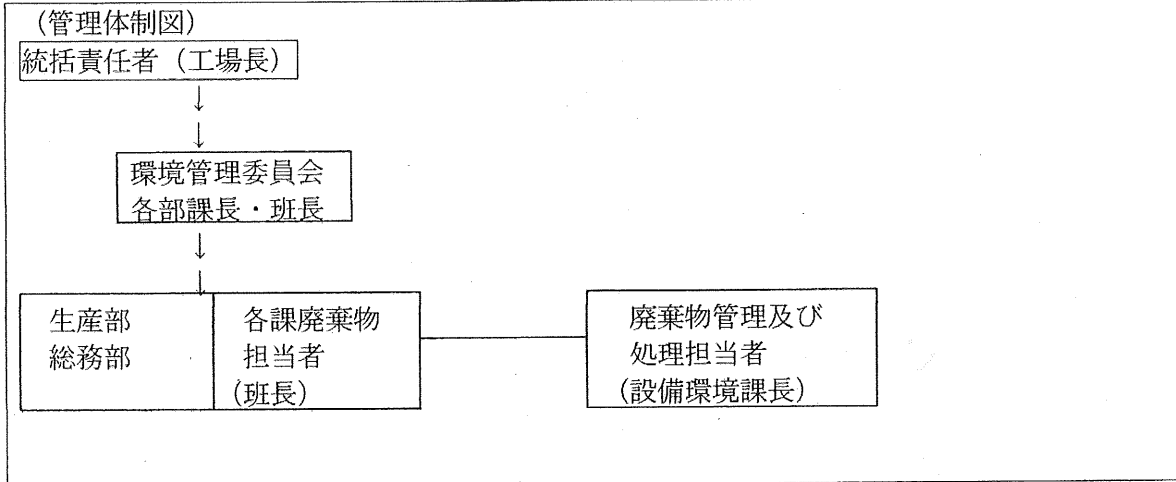 （管理体制図）
統括責任者（工場長）
↓
↓
環境管理委員会
各部課長・班長
↓
↓
生産部
総務部
各課廃棄物
担当者
（班長）
廃棄物管理及び
処理担当者
（設備環境課長）